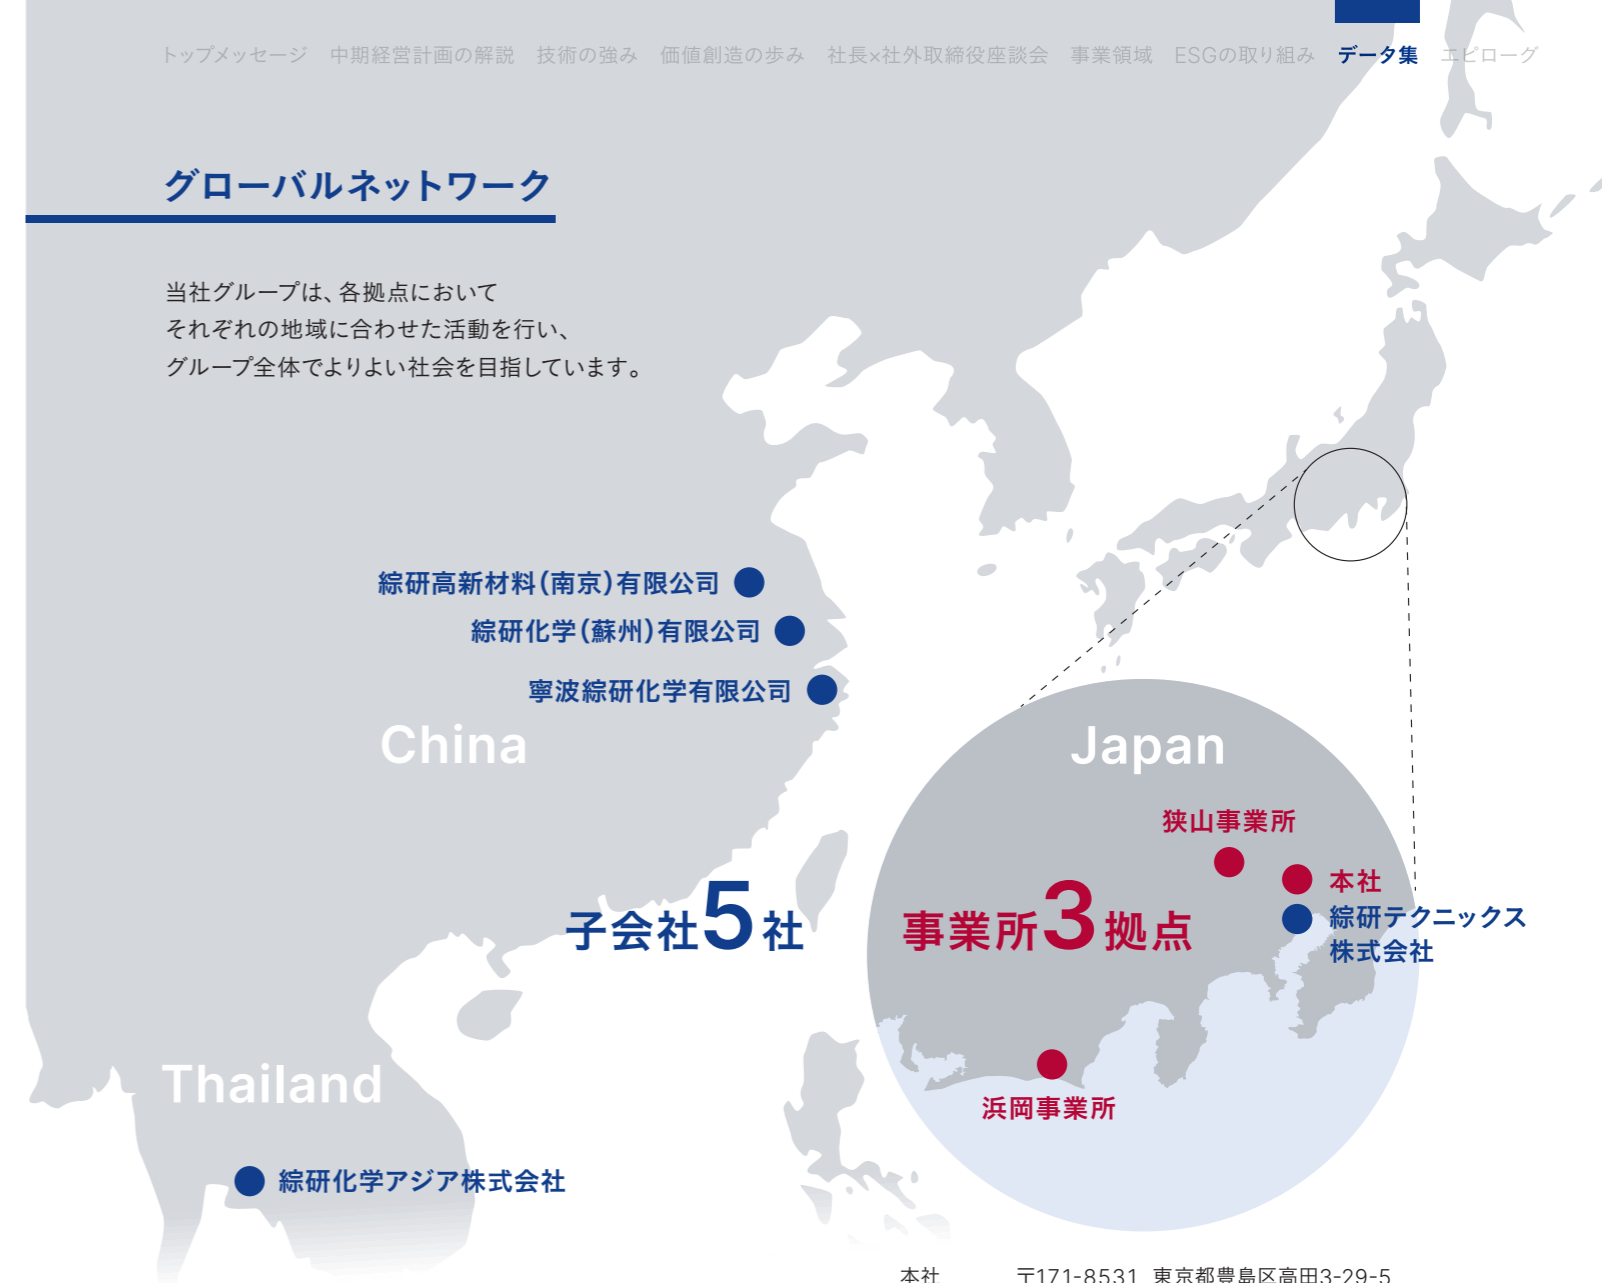 トップメッセージ 中期経営計画の解説 技術の強み 価値創造の歩み 社長×社外取締役座談会 事業領域 ESGの取り組み データ集 エピローグ
グローバルネットワーク
当社グループは、各拠点において
それぞれの地域に合わせた活動を行い、
グループ全体でよりよい社会を目指しています。
綜研高新材料(南京)有限公司
綜研化学(蘇州)有限公司
寧波綜研化学有限公司
China
Japan
狭山事業所
本社
綜研テクニックス
株式会社
子会社5社
事業所3拠点
Thailand
浜岡事業所
綜研化学アジア株式会社
本社 〒171-8531 東京都豊島区高田3-29-5